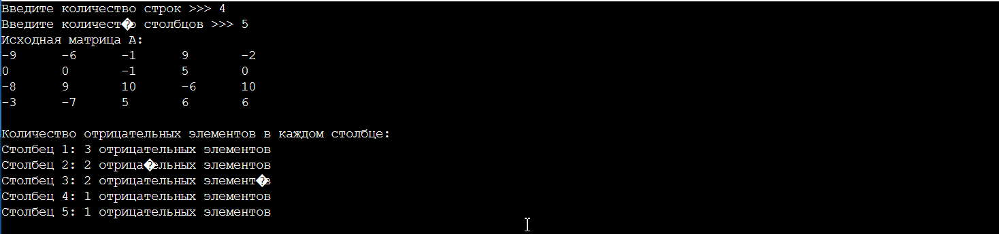 Введите количество строк >>> 4
Введите количест�о столбцов >>> 5
Исходная матрица A:
-9 -6 -1 9 -2
0 0 -1 5 0
-8 9 10 -6 10
-3 -7 5 6 6
Количество отрицательных элементов в каждом столбце:
Столбец 1: 3 отрицательных элементов
Столбец 2: 2 отрица�ельных элементов
Столбец 3: 2 отрицательных элемент�в
Столбец 4: 1 отрицательных элементов
Столбец 5: 1 отрицательных элементов